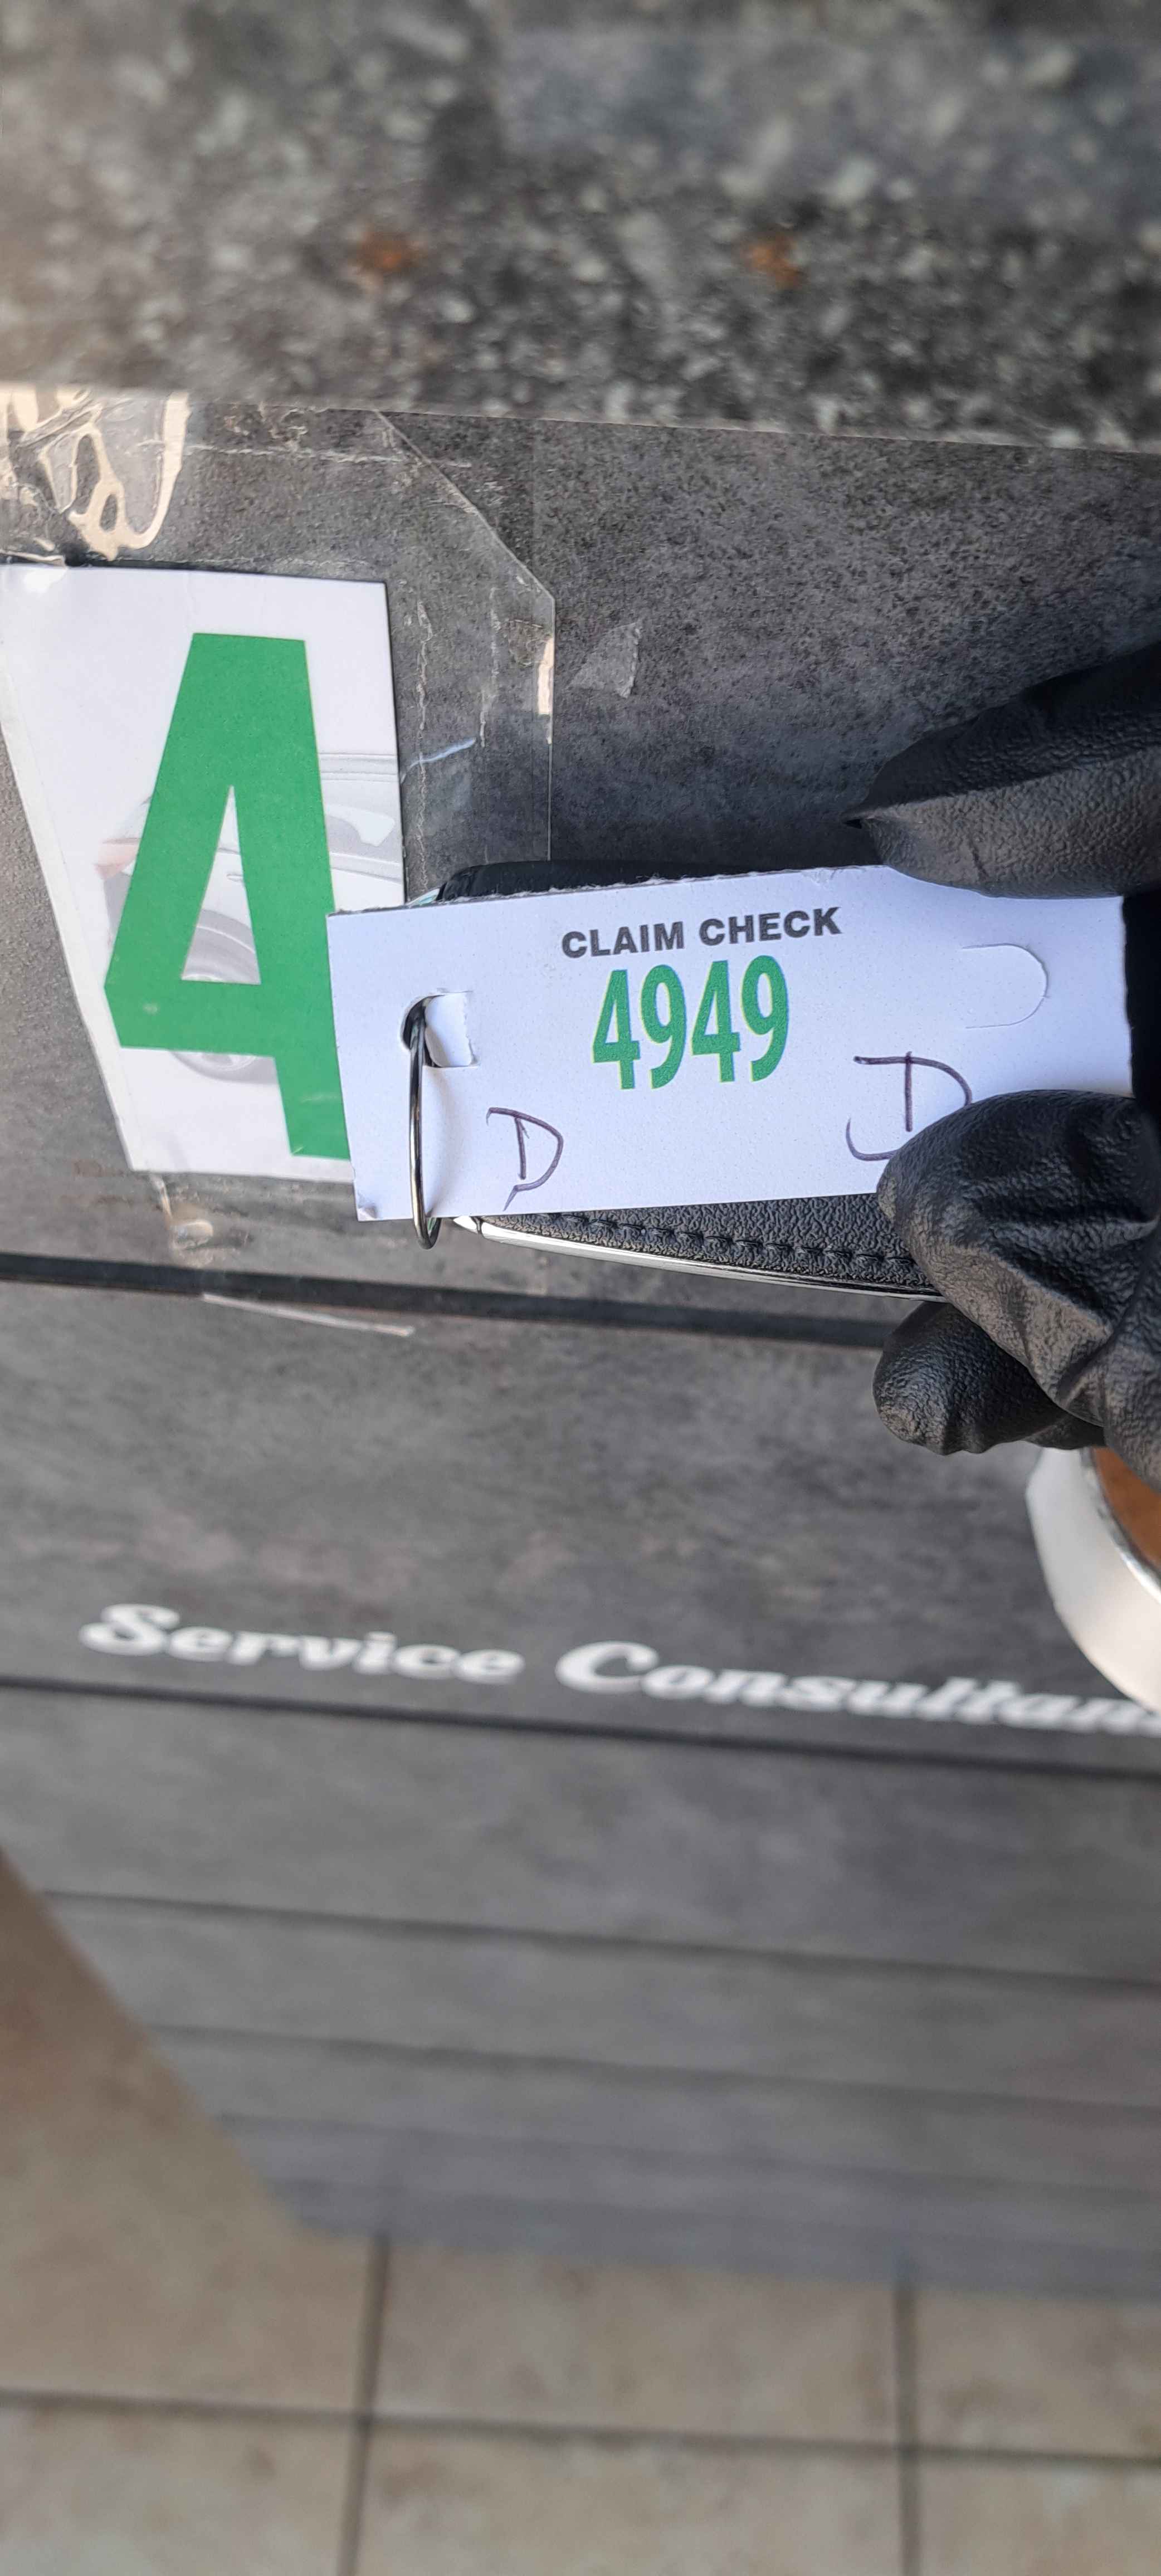 4
CLAIM CHECK
4949
D D
Service Consultan